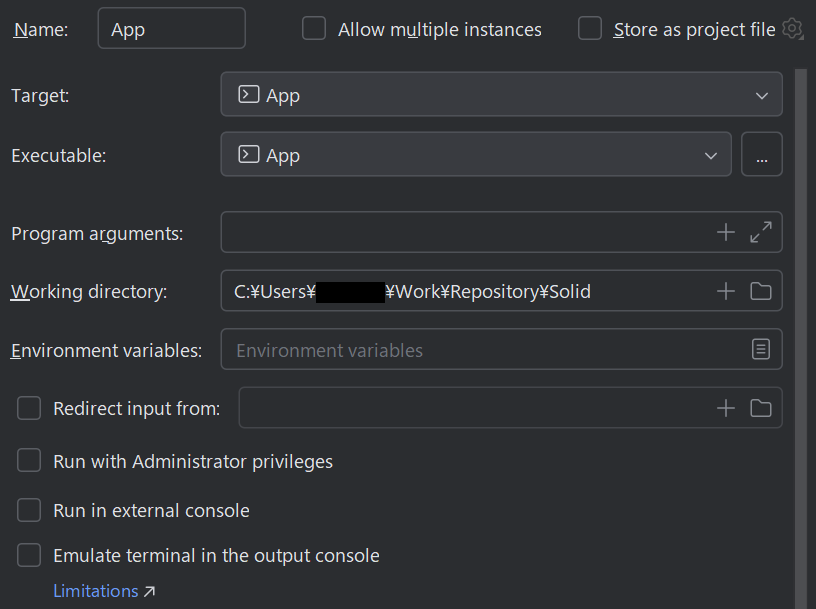 Name: App Allow multiple instances Store as project file
Target: App
Executable: App ...
Program arguments:
Working directory: C:¥Users¥ ¥Work¥Repository¥Solid
Environment variables: Environment variables
Redirect input from:
Run with Administrator privileges
Run in external console
Emulate terminal in the output console
Limitations ↗